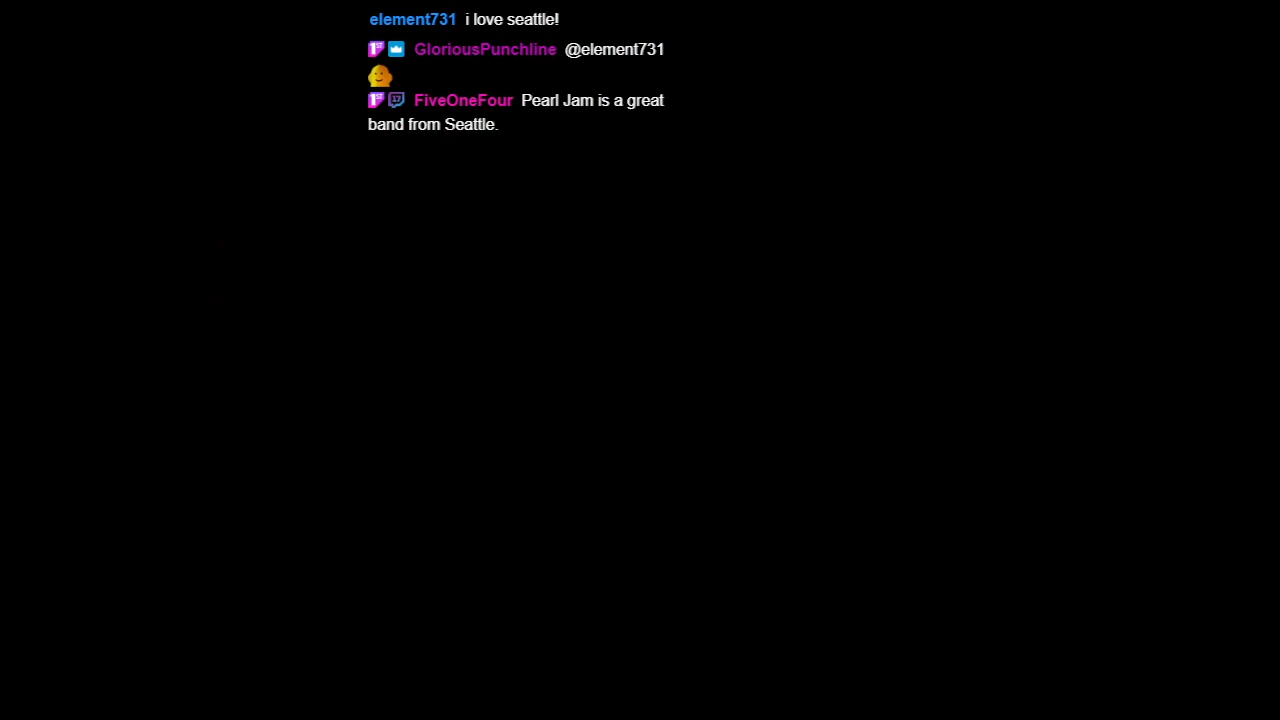 element731 i love seattle!
GloriousPunchline @element731
FiveOneFour Pearl Jam is a great
band from Seattle.